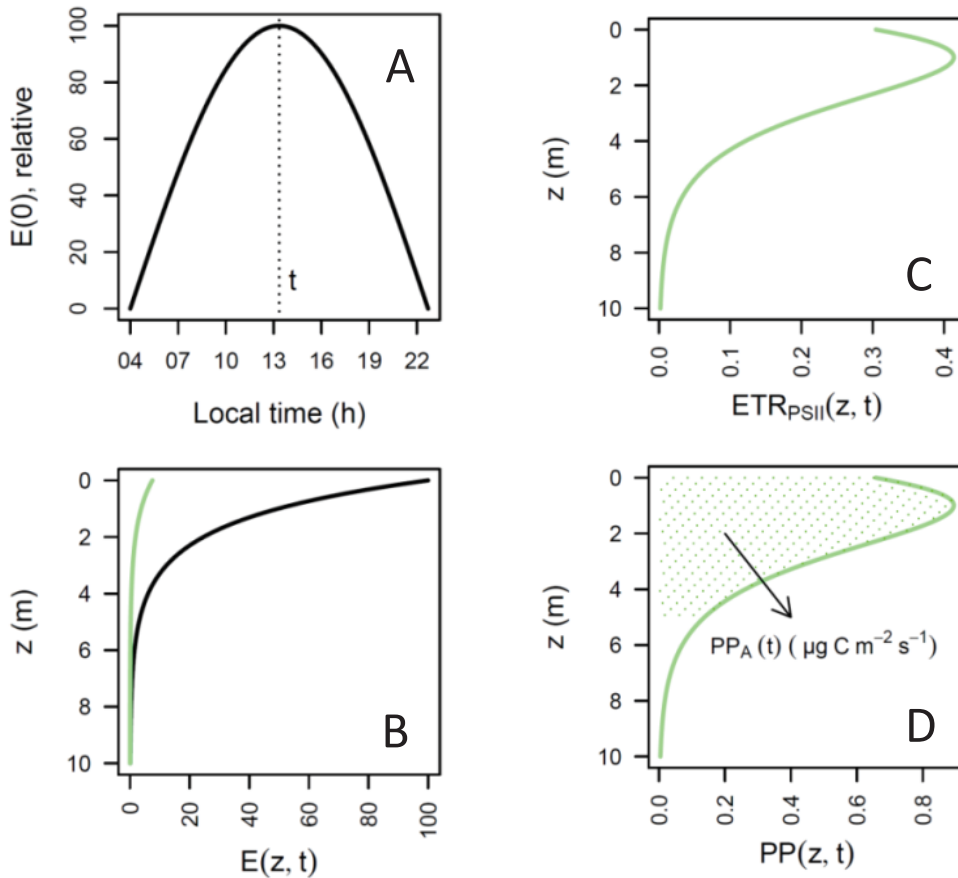 E(0), relative
100
80
60
40
20
0
A
t
04 07 10 13 16 19 22
Local time (h)
z (m)
0
2
4
6
8
10
C
0.0 0.1 0.2 0.3 0.4
ETR_PSII(z, t)
z (m)
0
2
4
6
8
10
B
0 20 40 60 80 100
E(z, t)
z (m)
0
2
4
6
8
10
PP_A (t) ( µg C m⁻² s⁻¹)
D
0.0 0.2 0.4 0.6 0.8
PP(z, t)